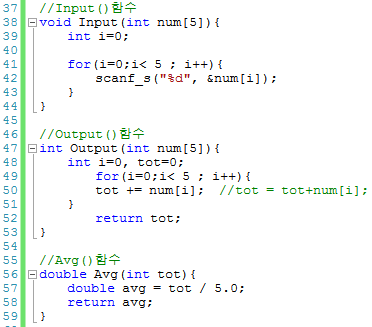 37 //Input()함수
38 void Input(int num[5]){
39 int i=0;
40
41 for(i=0;i< 5 ; i++){
42 scanf_s("%d", &num[i]);
43 }
44 }
45
46 //Output()함수
47 int Output(int num[5]){
48 int i=0, tot=0;
49 for(i=0;i< 5 ; i++){
50 tot += num[i]; //tot = tot+num[i];
51 }
52 return tot;
53 }
54
55 //Avg()함수
56 double Avg(int tot){
57 double avg = tot / 5.0;
58 return avg;
59 }